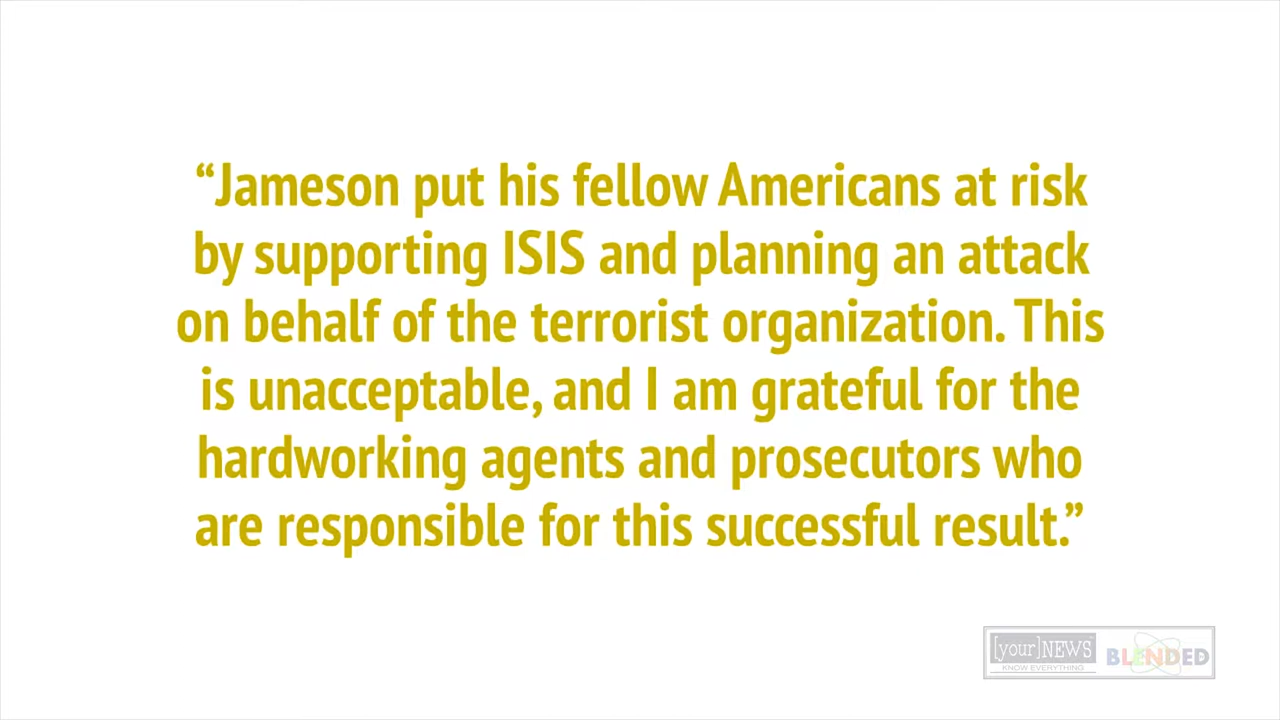 “Jameson put his fellow Americans at risk
by supporting ISIS and planning an attack
on behalf of the terrorist organization. This
is unacceptable, and I am grateful for the
hardworking agents and prosecutors who
are responsible for this successful result.”
[your]NEWS
KNOW EVERYTHING
BLENDED